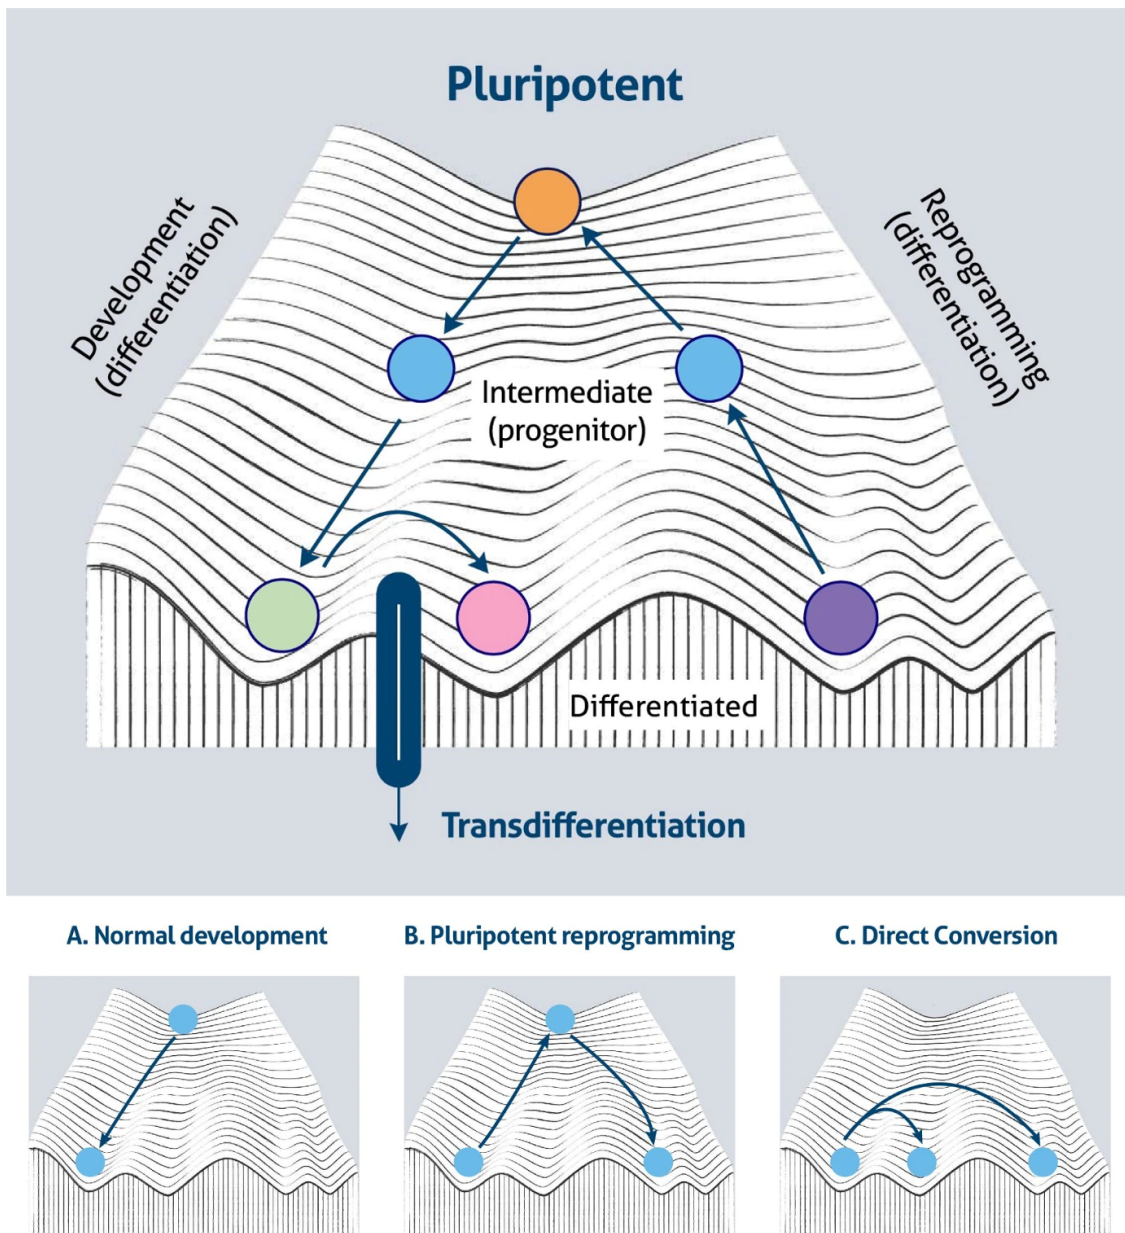 Pluripotent
Development
(differentiation)
Reprogramming
(differentiation)
Intermediate
(progenitor)
Differentiated
Transdifferentiation
A. Normal development
B. Pluripotent reprogramming
C. Direct Conversion